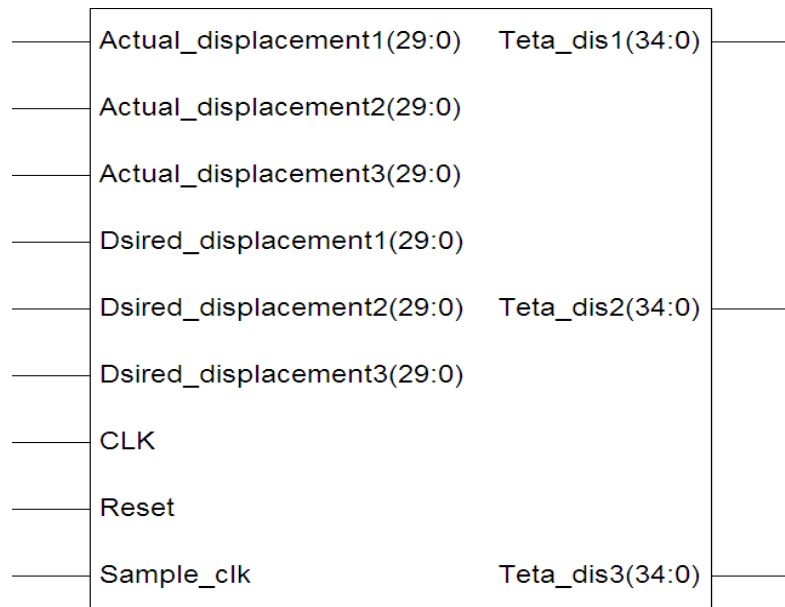 Actual_displacement1(29:0) Teta_dis1(34:0)
Actual_displacement2(29:0)
Actual_displacement3(29:0)
Dsired_displacement1(29:0)
Dsired_displacement2(29:0) Teta_dis2(34:0)
Dsired_displacement3(29:0)
CLK
Reset
Sample_clk Teta_dis3(34:0)